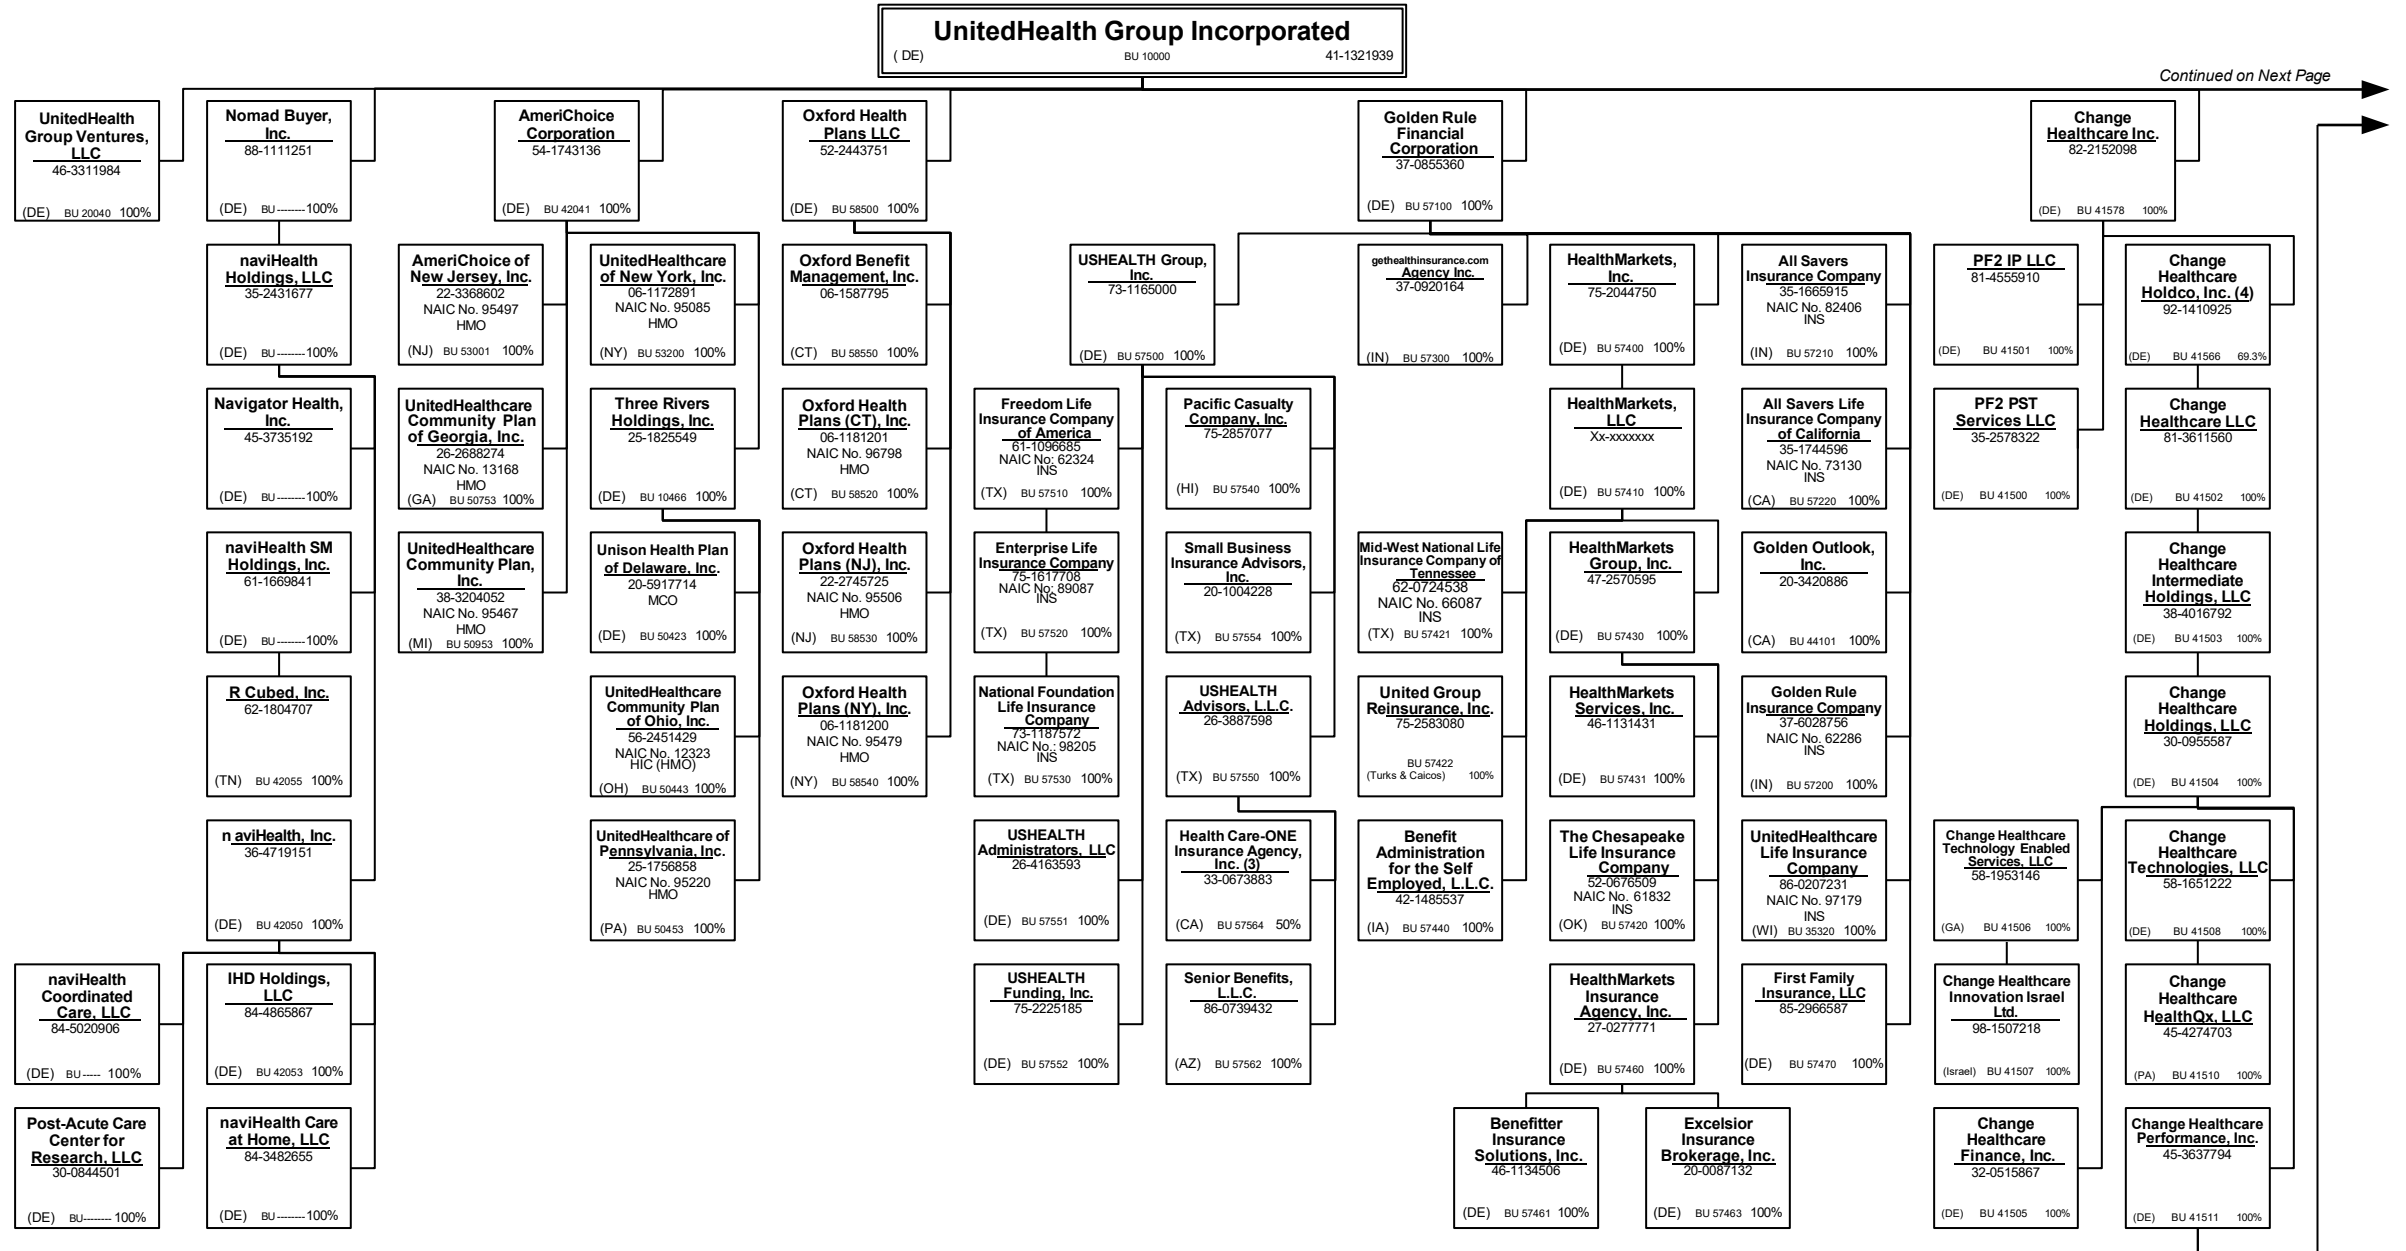 UnitedHealth Group Incorporated
( DE) BU 10000 41-1321939
Continued on Next Page
UnitedHealth
Group Ventures,
LLC
46-3311984
(DE) BU 20040 100%
Nomad Buyer,
Inc.
88-1111251
(DE) BU -------- 100%
AmeriChoice
Corporation
54-1743136
(DE) BU 42041 100%
Oxford Health
Plans LLC
52-2443751
(DE) BU 58500 100%
Golden Rule
Financial
Corporation
37-0855360
(DE) BU 57100 100%
Change
Healthcare Inc.
82-2152098
(DE) BU 41578 100%
naviHealth
Holdings, LLC
35-2431677
(DE) BU -------- 100%
AmeriChoice of
New Jersey, Inc.
22-3368602
NAIC No. 95497
HMO
(NJ) BU 53001 100%
UnitedHealthcare
of New York, Inc.
06-1172891
NAIC No. 95085
HMO
(NY) BU 53200 100%
Oxford Benefit
Management, Inc.
06-1587795
(CT) BU 58550 100%
USHEALTH Group,
Inc.
73-1165000
(DE) BU 57500 100%
gethealthinsurance.com
Agency Inc.
37-0920164
(IN) BU 57300 100%
HealthMarkets,
Inc.
75-2044750
(DE) BU 57400 100%
All Savers
Insurance Company
35-1665915
NAIC No. 82406
INS
(IN) BU 57210 100%
PF2 IP LLC
81-4555910
(DE) BU 41501 100%
Change
Healthcare
Holdco, Inc. (4)
92-1410925
(DE) BU 41566 69.3%
Navigator Health,
Inc.
45-3735192
(DE) BU -------- 100%
UnitedHealthcare
Community Plan
of Georgia, Inc.
26-2688274
NAIC No. 13168
HMO
(GA) BU 50753 100%
Three Rivers
Holdings, Inc.
25-1825549
(DE) BU 10466 100%
Oxford Health
Plans (CT), Inc.
06-1181201
NAIC No. 96798
HMO
(CT) BU 58520 100%
Freedom Life
Insurance Company
of America
61-1096685
NAIC No: 62324
INS
(TX) BU 57510 100%
Pacific Casualty
Company, Inc.
75-2857077
(HI) BU 57540 100%
HealthMarkets,
LLC
Xx-xxxxxxx
(DE) BU 57410 100%
All Savers Life
Insurance Company
of California
35-1744596
NAIC No. 73130
INS
(CA) BU 57220 100%
PF2 PST
Services LLC
35-2578322
(DE) BU 41500 100%
Change
Healthcare LLC
81-3611560
(DE) BU 41502 100%
naviHealth SM
Holdings, Inc.
61-1669841
(DE) BU -------- 100%
UnitedHealthcare
Community Plan,
Inc.
38-3204052
NAIC No. 95467
HMO
(MI) BU 50953 100%
Unison Health Plan
of Delaware, Inc.
20-5917714
MCO
(DE) BU 50423 100%
Oxford Health
Plans (NJ), Inc.
22-2745725
NAIC No. 95506
HMO
(NJ) BU 58530 100%
Enterprise Life
Insurance Company
75-1617708
NAIC No: 89087
INS
(TX) BU 57520 100%
Small Business
Insurance Advisors,
Inc.
20-1004228
(TX) BU 57554 100%
Mid-West National Life
Insurance Company of
Tennessee
62-0724538
NAIC No. 66087
INS
(TX) BU 57421 100%
HealthMarkets
Group, Inc.
47-2570595
(DE) BU 57430 100%
Golden Outlook,
Inc.
20-3420886
(CA) BU 44101 100%
Change
Healthcare
Intermediate
Holdings, LLC
38-4016792
(DE) BU 41503 100%
R Cubed, Inc.
62-1804707
(TN) BU 42055 100%
UnitedHealthcare
Community Plan
of Ohio, Inc.
56-2451429
NAIC No. 12323
HIC (HMO)
(OH) BU 50443 100%
Oxford Health
Plans (NY), Inc.
06-1181200
NAIC No. 95479
HMO
(NY) BU 58540 100%
National Foundation
Life Insurance
Company
73-1187572
NAIC No.: 98205
INS
(TX) BU 57530 100%
USHEALTH
Advisors, L.L.C.
26-3887598
(TX) BU 57550 100%
United Group
Reinsurance, Inc.
75-2583080
BU 57422
(Turks & Caicos) 100%
HealthMarkets
Services, Inc.
46-1131431
(DE) BU 57431 100%
Golden Rule
Insurance Company
37-6028756
NAIC No. 62286
INS
(IN) BU 57200 100%
Change
Healthcare
Holdings, LLC
30-0955587
(DE) BU 41504 100%
n aviHealth, Inc.
36-4719151
(DE) BU 42050 100%
UnitedHealthcare of
Pennsylvania, Inc.
25-1756858
NAIC No. 95220
HMO
(PA) BU 50453 100%
USHEALTH
Administrators, LLC
26-4163593
(DE) BU 57551 100%
Health Care-ONE
Insurance Agency,
Inc. (3)
33-0673883
(CA) BU 57564 50%
Benefit
Administration
for the Self
Employed, L.L.C.
42-1485537
(IA) BU 57440 100%
The Chesapeake
Life Insurance
Company
52-0676509
NAIC No. 61832
INS
(OK) BU 57420 100%
UnitedHealthcare
Life Insurance
Company
86-0207231
NAIC No. 97179
INS
(WI) BU 35320 100%
Change Healthcare
Technology Enabled
Services, LLC
58-1953146
(GA) BU 41506 100%
Change
Healthcare
Technologies, LLC
58-1651222
(DE) BU 41508 100%
naviHealth
Coordinated
Care, LLC
84-5020906
(DE) BU ----- 100%
IHD Holdings,
LLC
84-4865867
(DE) BU 42053 100%
USHEALTH
Funding, Inc.
75-2225185
(DE) BU 57552 100%
Senior Benefits,
L.L.C.
86-0739432
(AZ) BU 57562 100%
HealthMarkets
Insurance
Agency, Inc.
27-0277771
(DE) BU 57460 100%
First Family
Insurance, LLC
85-2966587
(DE) BU 57470 100%
Change Healthcare
Innovation Israel
Ltd.
98-1507218
(Israel) BU 41507 100%
Change
Healthcare
HealthQx, LLC
45-4274703
(PA) BU 41510 100%
Post-Acute Care
Center for
Research, LLC
30-0844501
(DE) BU-------- 100%
naviHealth Care
at Home, LLC
84-3482655
(DE) BU -------- 100%
Benefitter
Insurance
Solutions, Inc.
46-1134506
(DE) BU 57461 100%
Excelsior
Insurance
Brokerage, Inc.
20-0087132
(DE) BU 57463 100%
Change
Healthcare
Finance, Inc.
32-0515867
(DE) BU 41505 100%
Change Healthcare
Performance, Inc.
45-3637794
(DE) BU 41511 100%